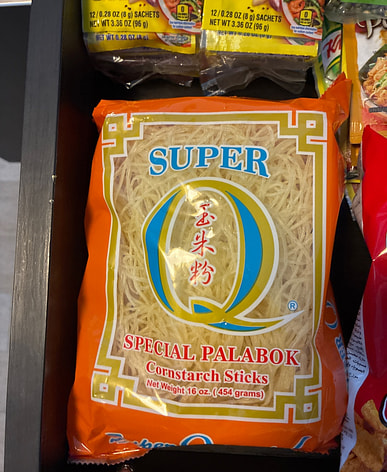 12 / 0.28 OZ (8 g) SACHETS
NET WT 3.36 OZ (96 g)
12 / 0.28 OZ (8 g) SACHETS
NET WT 3.36 OZ (96 g)
SUPER
Q
玉米粉
®
SPECIAL PALABOK
Cornstarch Sticks
Net Weight 16 oz. (454 grams)